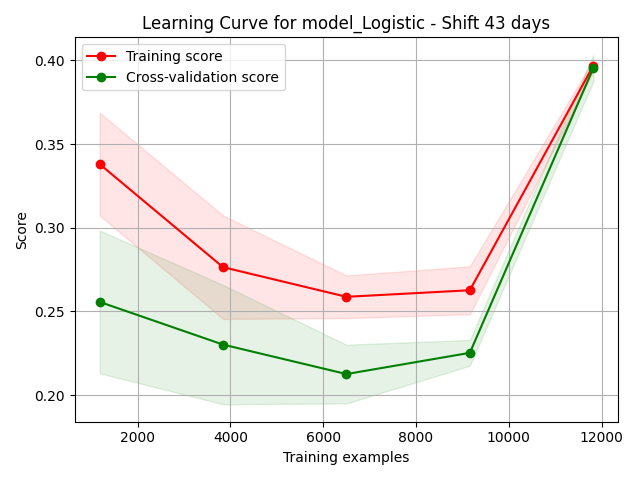 Learning Curve for model_Logistic - Shift 43 days
Training score
Cross-validation score
0.40
0.35
0.30
0.25
0.20
Score
2000 4000 6000 8000 10000 12000
Training examples